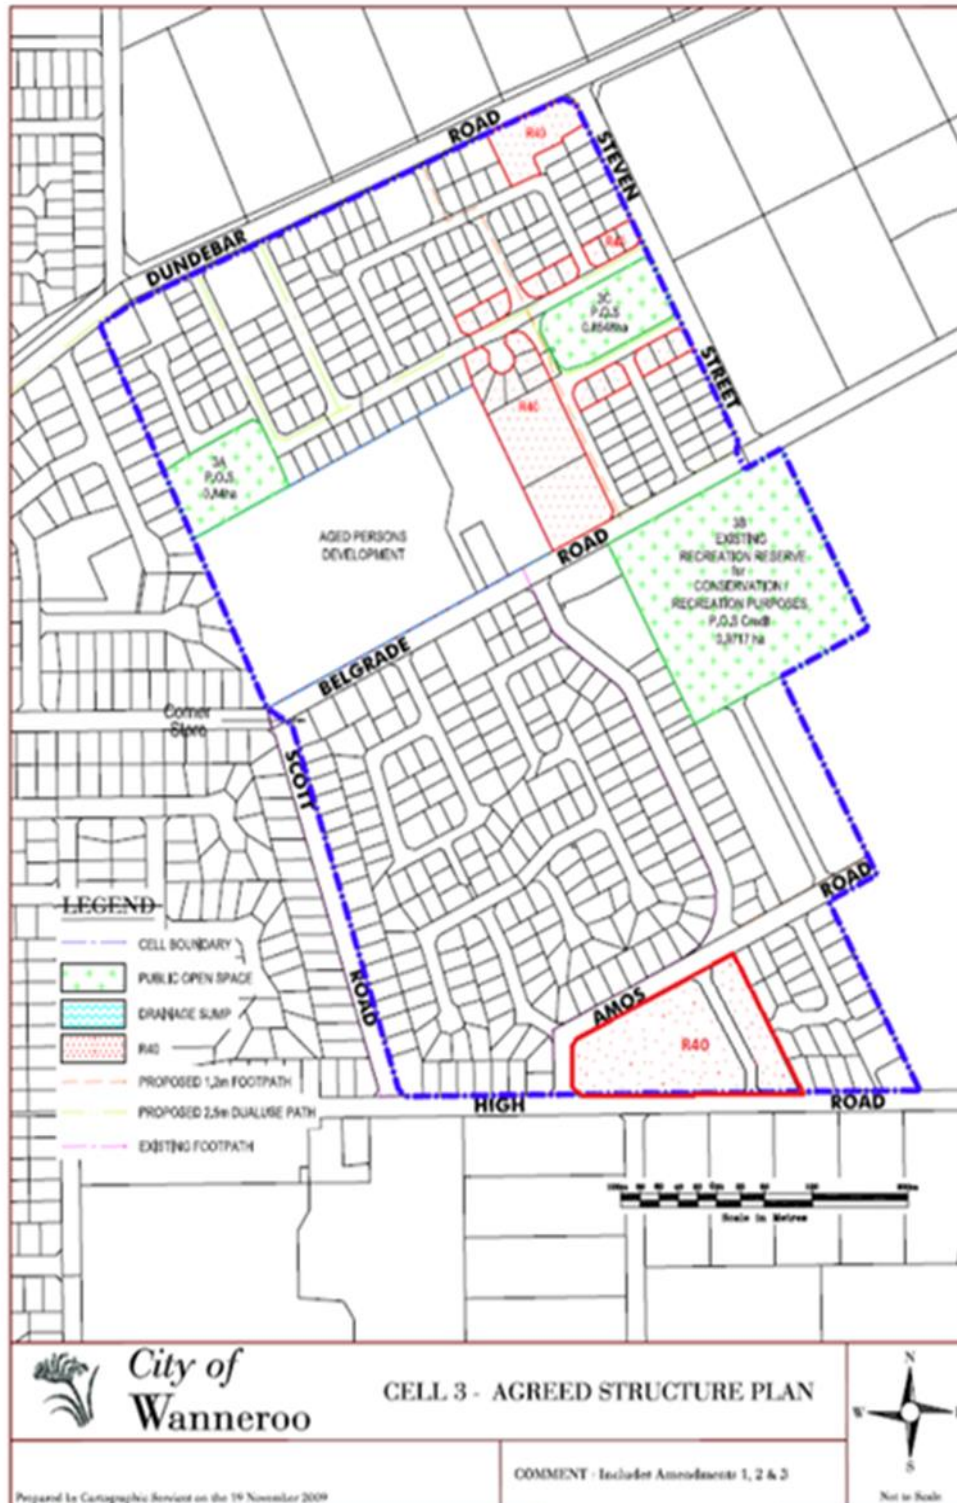 DUNDEBAR
ROAD
STEVEN
STREET
R40
R40
3C
P.O.S
R40
3A
P.O.S
AGED PERSONS
DEVELOPMENT
BELGRADE
ROAD
3B
EXISTING
RECREATION RESERVE
for
CONSERVATION /
RECREATION PURPOSES
P.O.S Credit
Corner
Store
SCOTT
ROAD
AMOS
ROAD
R40
HIGH
ROAD
LEGEND
CELL BOUNDARY
PUBLIC OPEN SPACE
DRAINAGE SUMP
R40
PROPOSED 1,2m FOOTPATH
PROPOSED 2,5m DUALUSE PATH
EXISTING FOOTPATH
Scale in Metres
City of
Wanneroo
CELL 3 - AGREED STRUCTURE PLAN
N
W
S
COMMENT - Includes Amendments 1, 2 & 3
Prepared by Cartographic Services on the 19 November 2009
Not to Scale